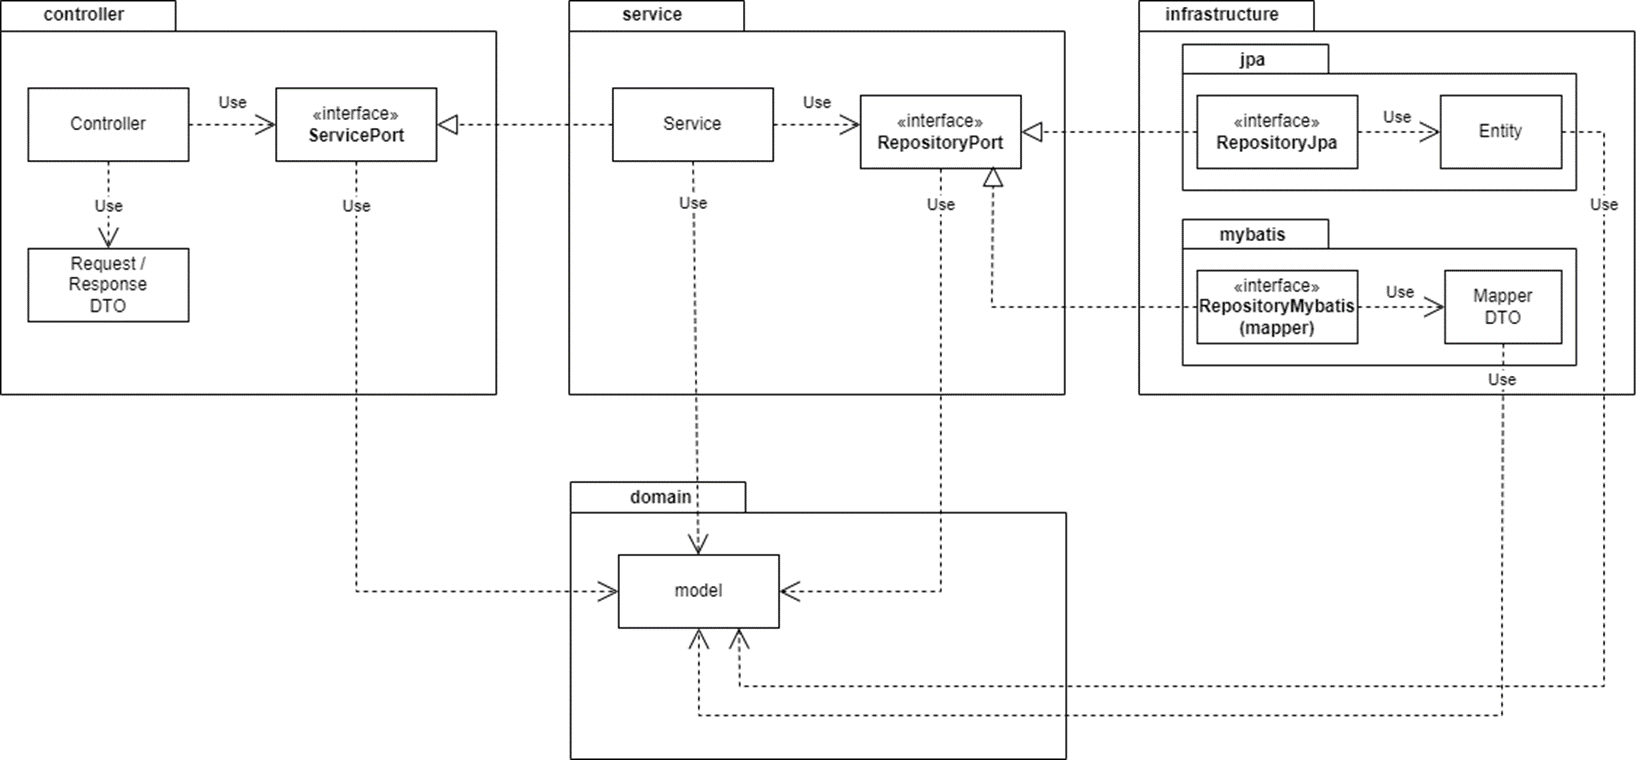 controller
Controller
Use
«interface»
ServicePort
Use
Use
Request /
Response
DTO
service
Service
Use
«interface»
RepositoryPort
Use
Use
infrastructure
jpa
«interface»
RepositoryJpa
Use
Entity
Use
mybatis
«interface»
RepositoryMybatis
(mapper)
Use
Mapper
DTO
Use
domain
model